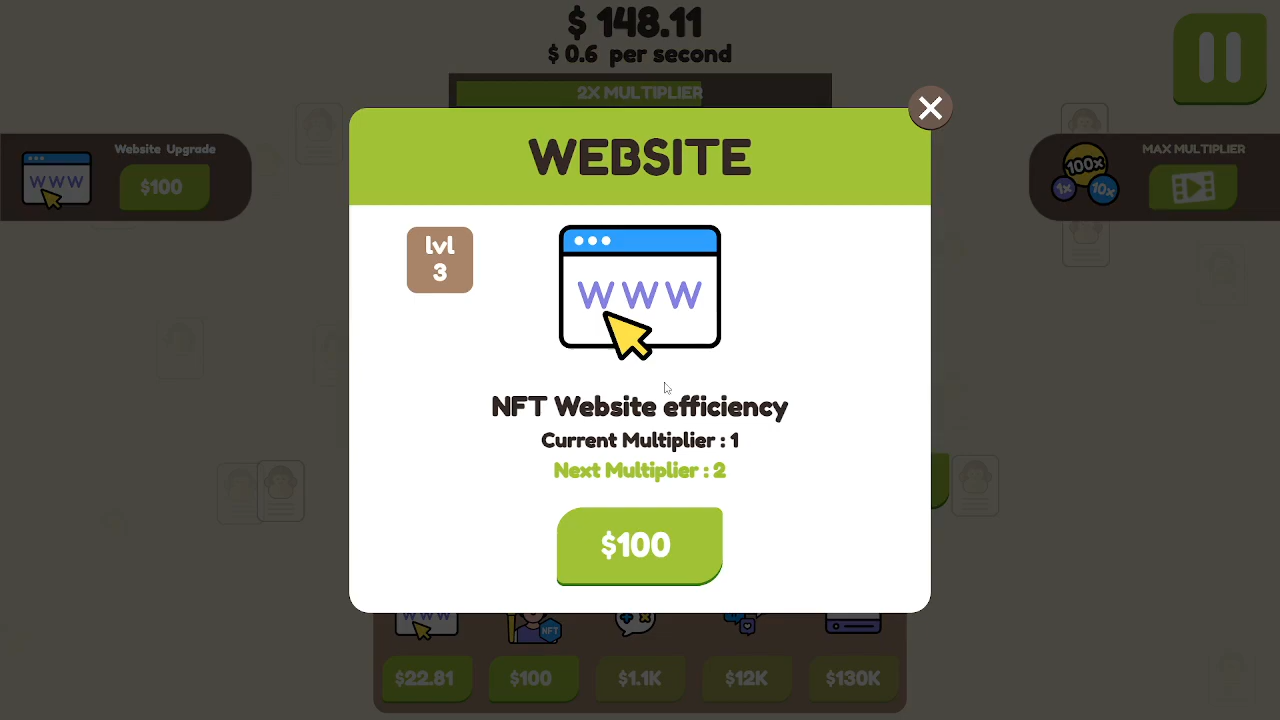 $ 148.11
$ 0.6 per second
2X MULTIPLIER
WEBSITE
Website Upgrade
$100
MAX MULTIPLIER
100x
1x
10x
WWW
lvl
3
WWW
NFT Website efficiency
Current Multiplier : 1
Next Multiplier : 2
$100
WWW
NFT
$22.81
$100
$1.1K
$12K
$130K